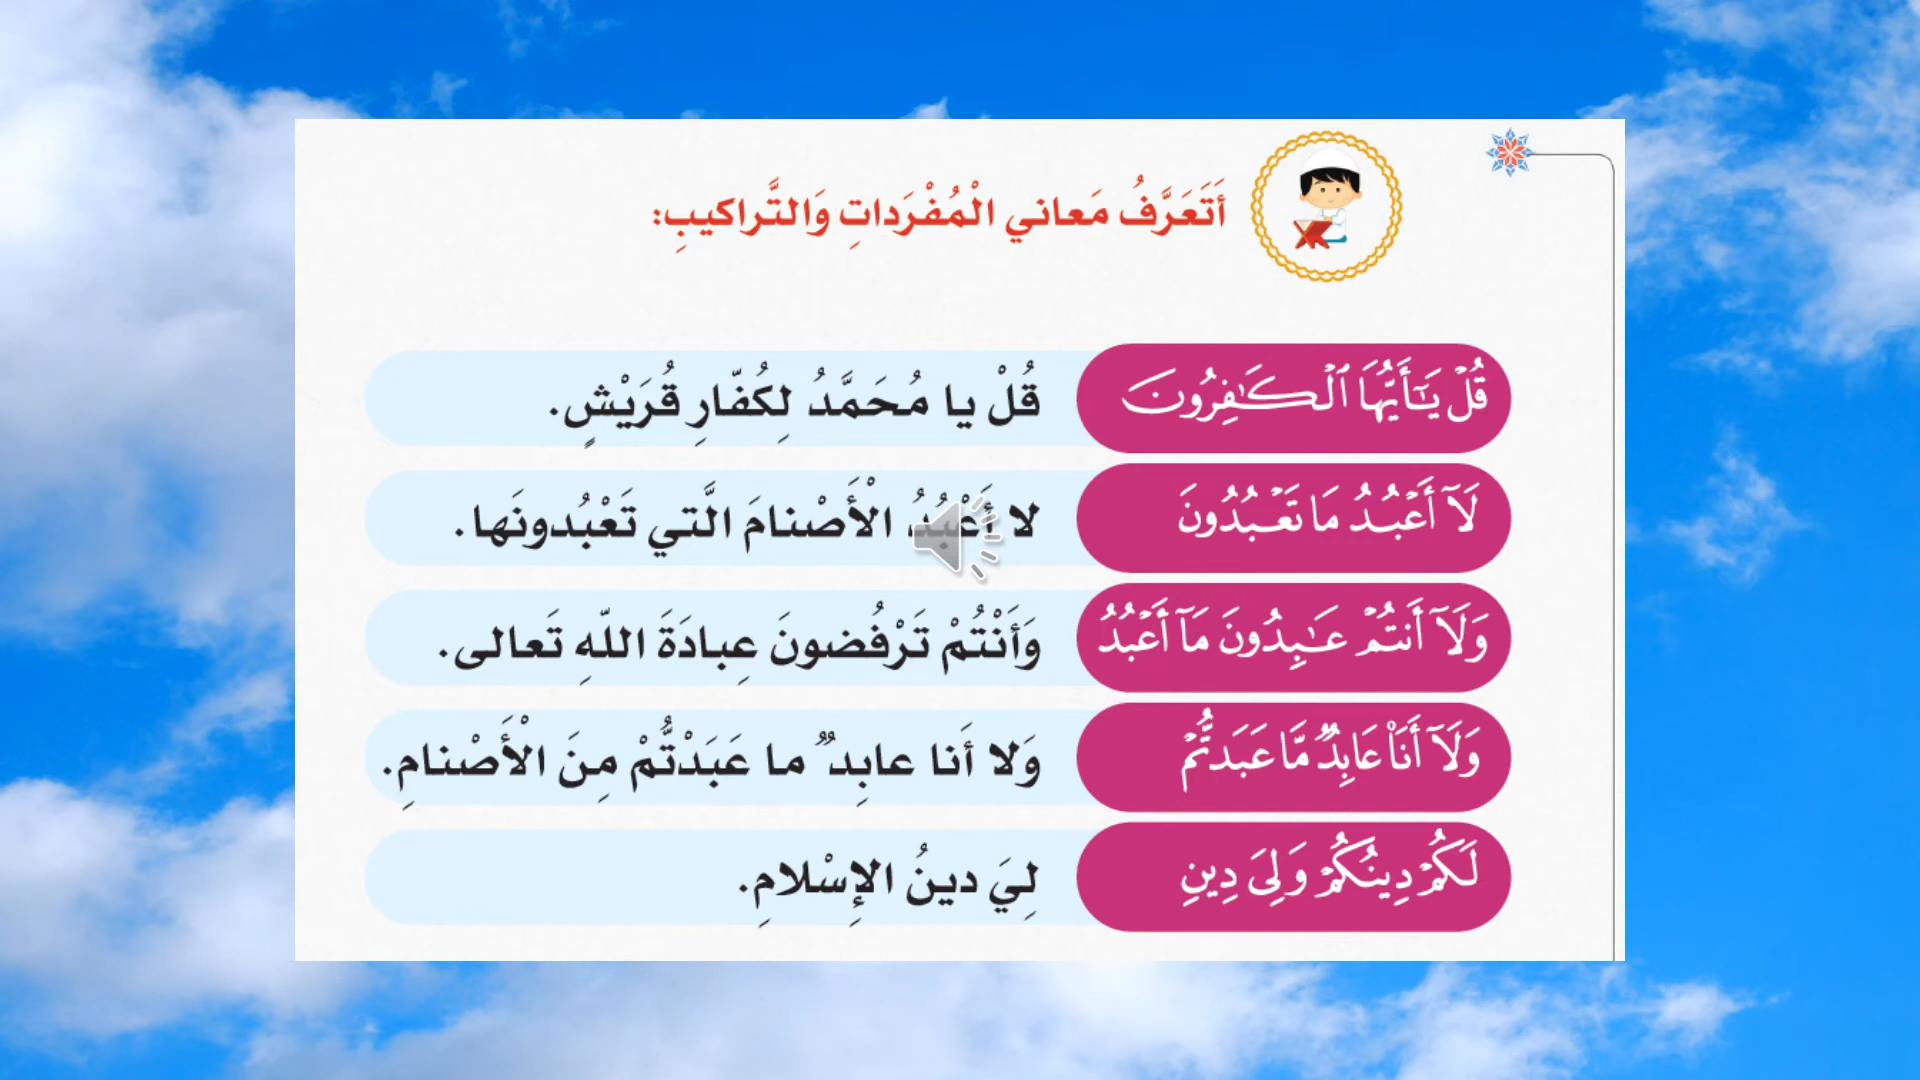 أَتَعَرَّفُ مَعاني الْمُفْرَداتِ وَالتَّراكيبِ:
قُلْ يَٰٓأَيُّهَا ٱلْكَٰفِرُونَ قُلْ يا مُحَمَّدُ لِكُفّارِ قُرَيْشٍ.
لَآ أَعْبُدُ مَا تَعْبُدُونَ لا أَعْبُدُ الْأَصْنامَ الَّتي تَعْبُدونَها.
وَلَآ أَنتُمْ عَٰبِدُونَ مَآ أَعْبُدُ وَأَنْتُمْ تَرْفُضونَ عِبادَةَ اللّهِ تَعالى.
وَلَآ أَنَا۠ عَابِدٌ مَّا عَبَدتُّمْ وَلا أَنا عابِدٌ ما عَبَدْتُّمْ مِنَ الْأَصْنامِ.
لَكُمْ دِينُكُمْ وَلِىَ دِينِ لِيَ دينُ الإِسْلامِ.